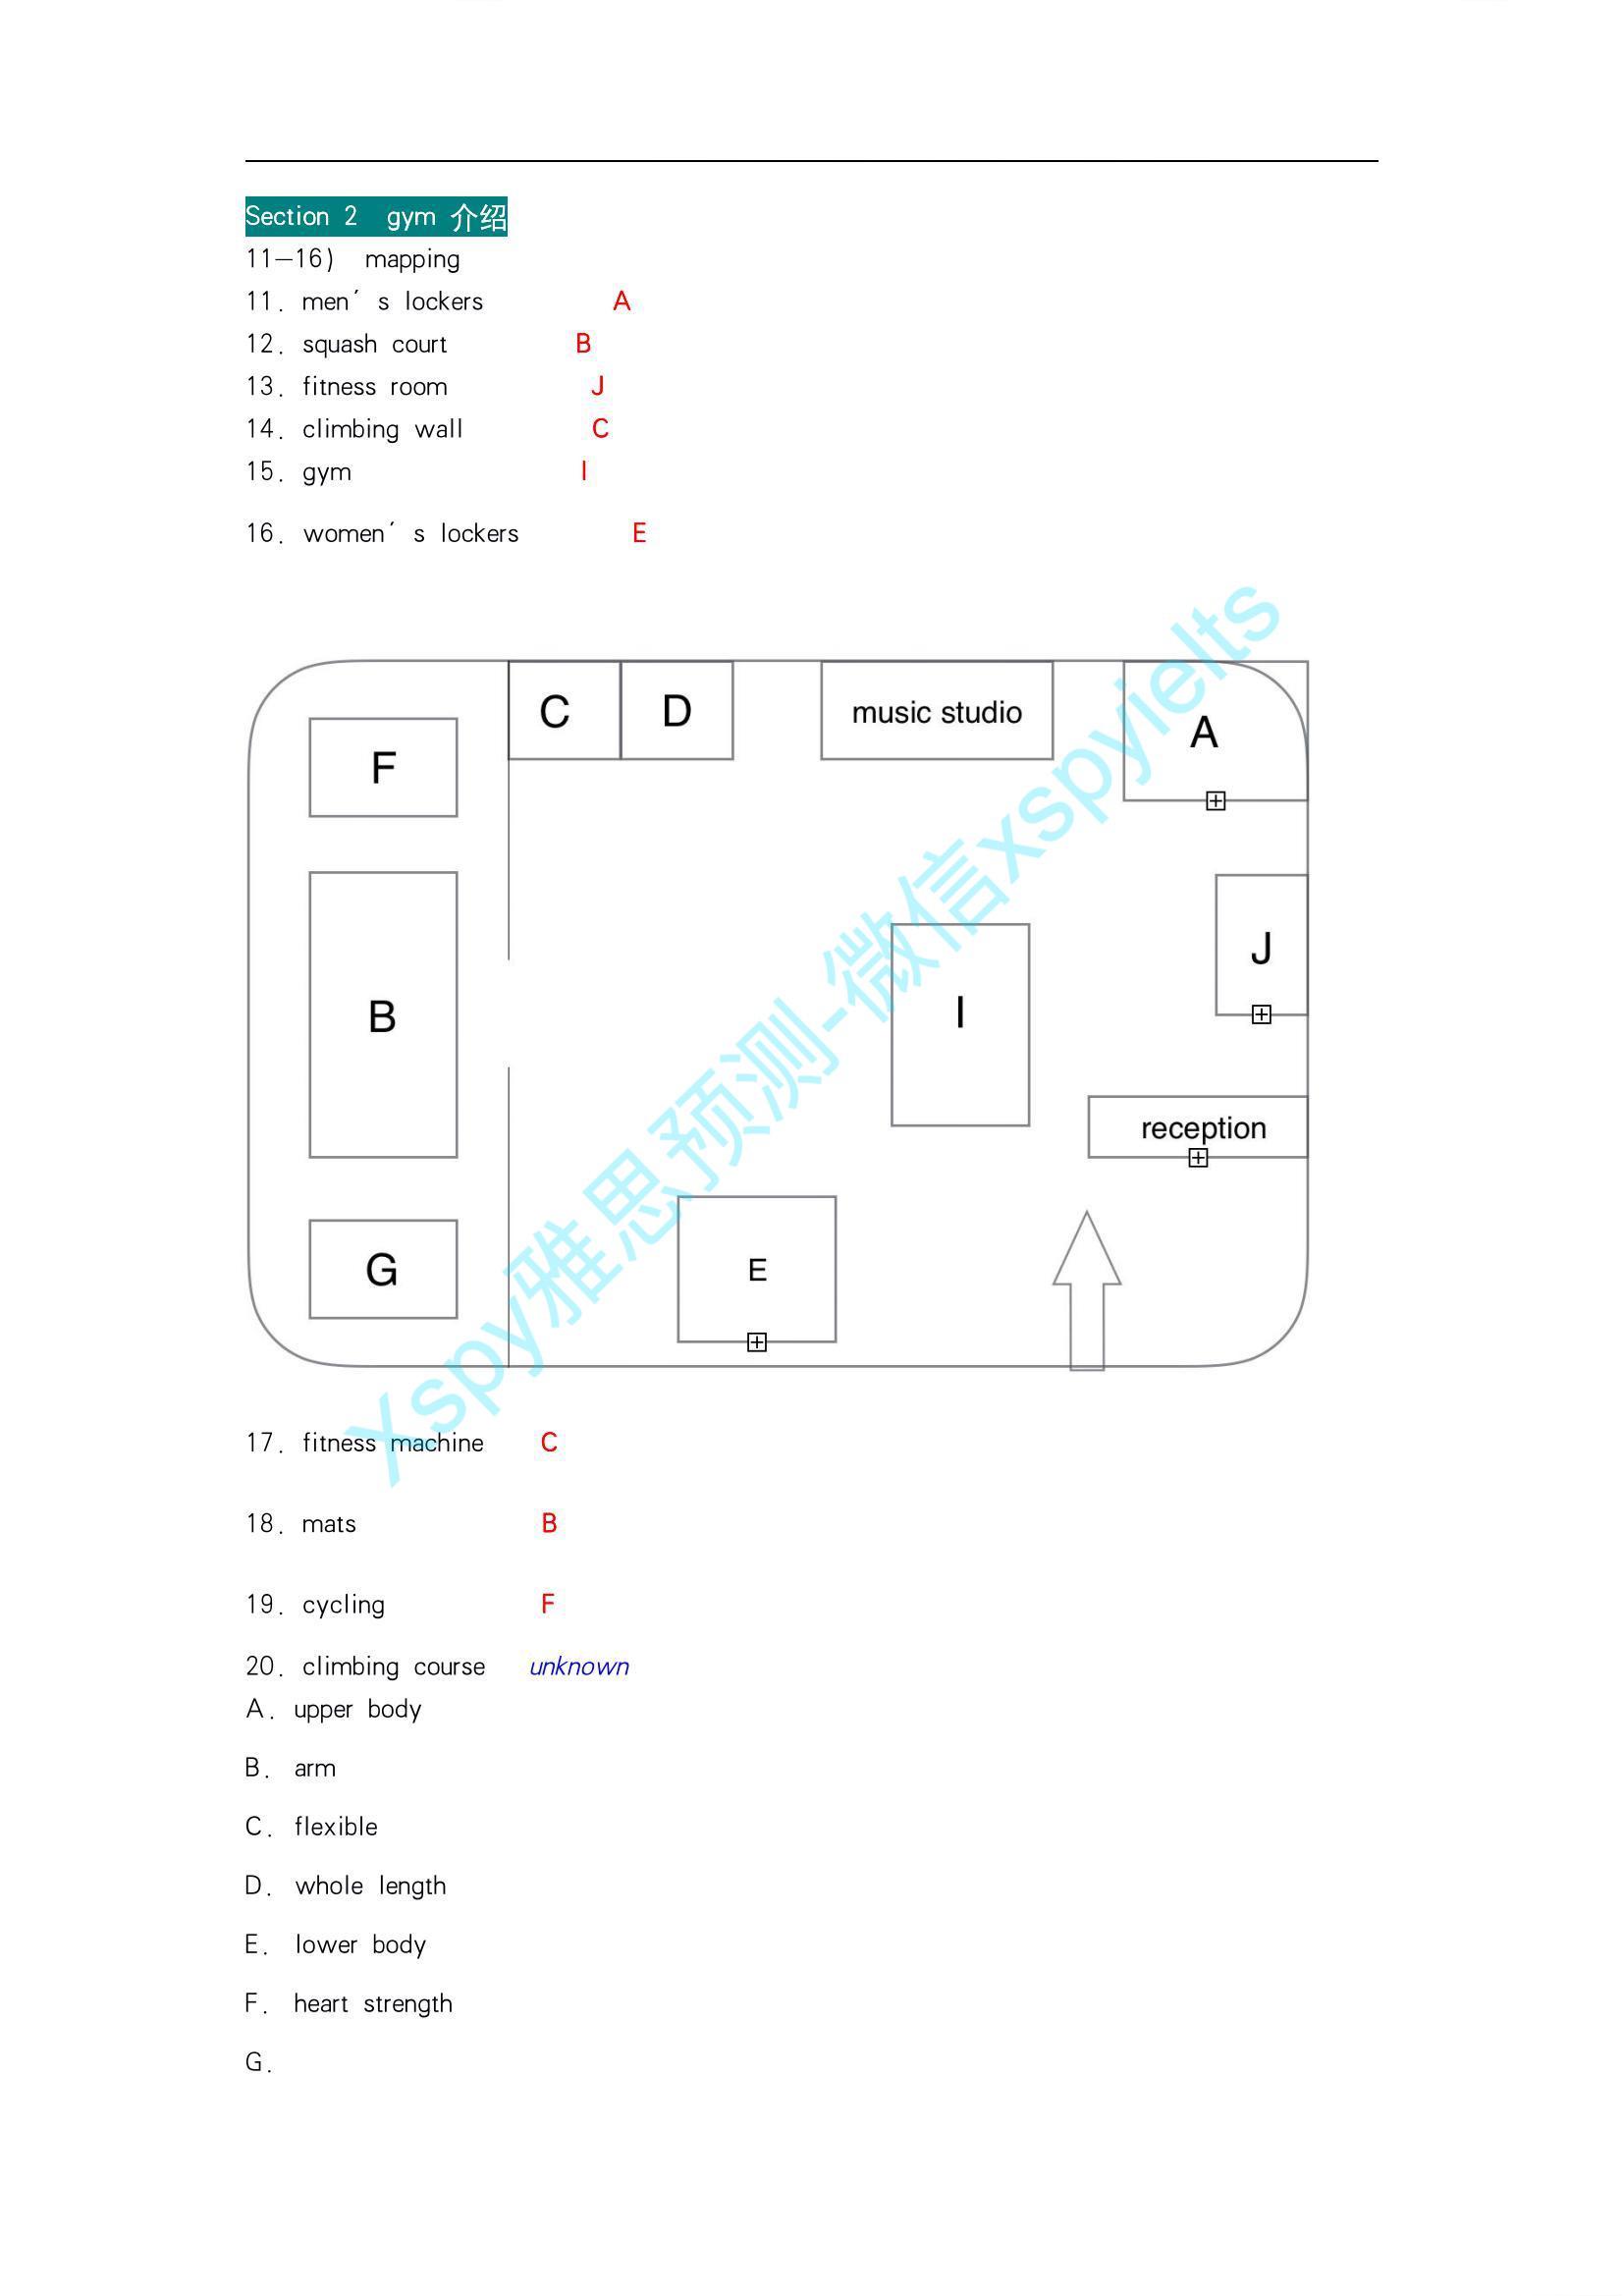 Section 2  gym 介绍
11—16)  mapping
11. men′ s lockers  A
12. squash court  B
13. fitness room  J
14. climbing wall  C
15. gym  I
16. women′ s lockers  E
C D music studio A
F
J
B I
reception
E
G
Xspy雅思预测-微信xspyielts
17. fitness machine  C
18. mats  B
19. cycling  F
20. climbing course  unknown
A. upper body
B. arm
C. flexible
D. whole length
E. lower body
F. heart strength
G.